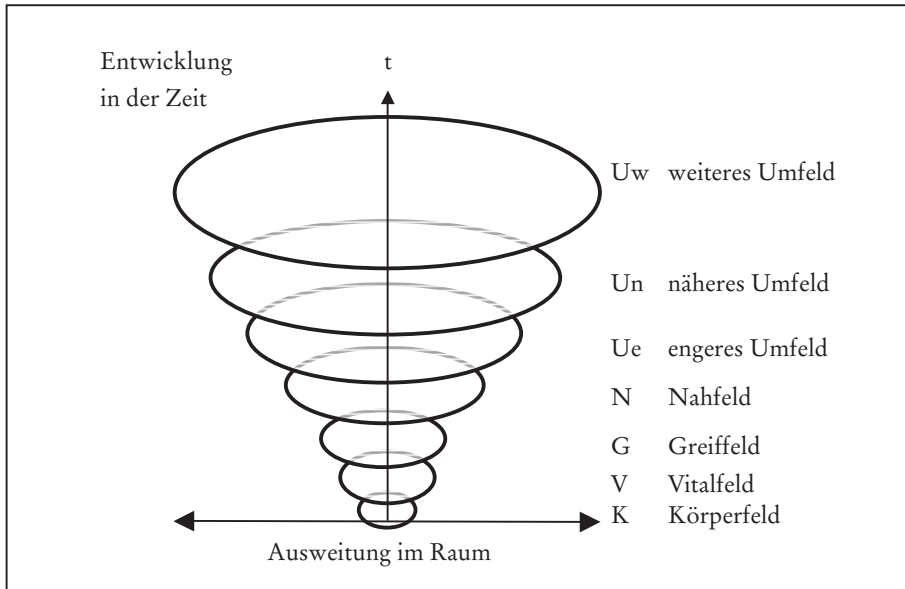 Entwicklung
in der Zeit
t
Uw weiteres Umfeld
Un näheres Umfeld
Ue engeres Umfeld
N Nahfeld
G Greiffeld
V Vitalfeld
K Körperfeld
Ausweitung im Raum